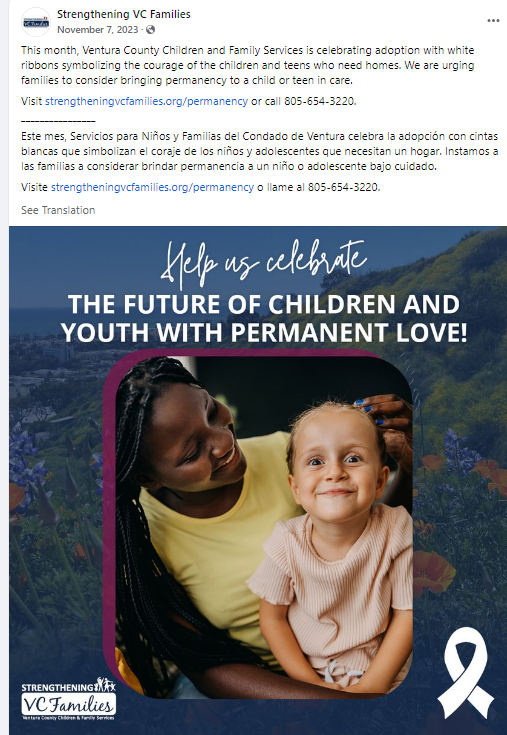 Strengthening VC Families
November 7, 2023 ·
This month, Ventura County Children and Family Services is celebrating adoption with white
ribbons symbolizing the courage of the children and teens who need homes. We are urging
families to consider bringing permanency to a child or teen in care.
Visit strengtheningvcfamilies.org/permanency or call 805-654-3220.
________________
Este mes, Servicios para Niños y Familias del Condado de Ventura celebra la adopción con cintas
blancas que simbolizan el coraje de los niños y adolescentes que necesitan un hogar. Instamos a
las familias a considerar brindar permanencia a un niño o adolescente bajo cuidado.
Visite strengtheningvcfamilies.org/permanency o llame al 805-654-3220.
See Translation
Help us celebrate
THE FUTURE OF CHILDREN AND
YOUTH WITH PERMANENT LOVE!
STRENGTHENING
VC Families
Ventura County Children & Family Services